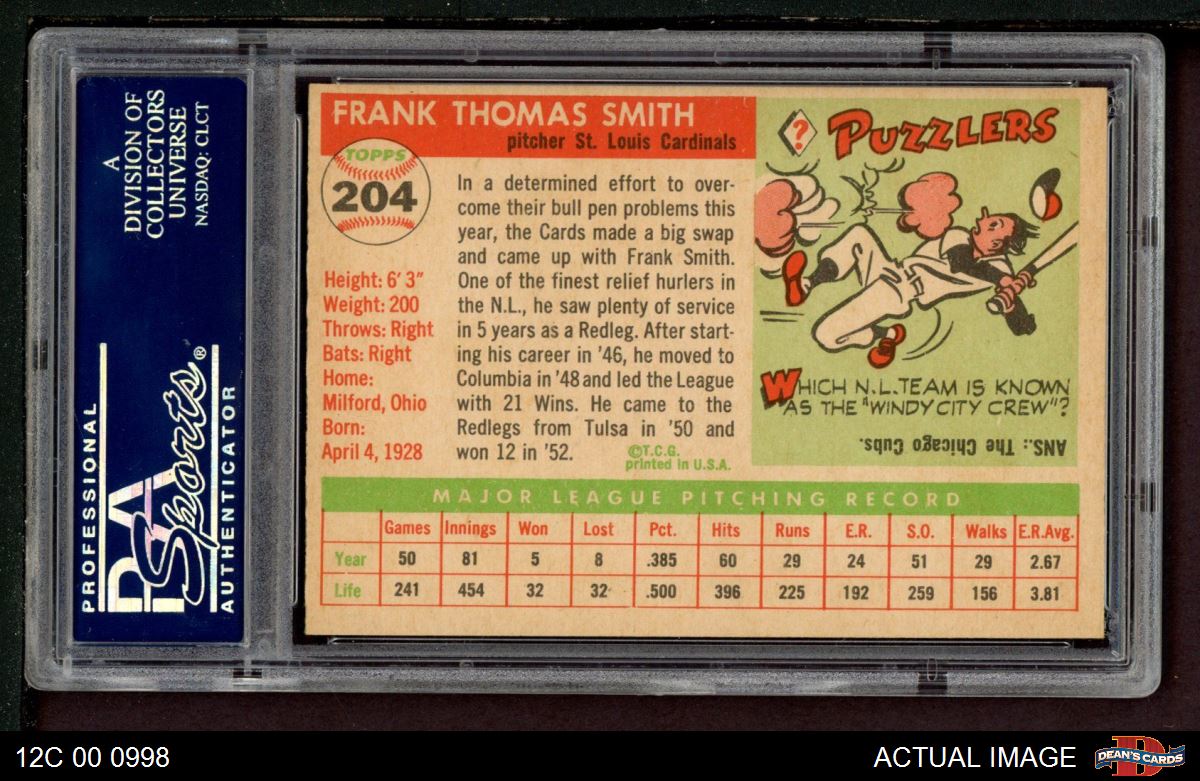 A
DIVISION OF
COLLECTORS
UNIVERSE
NASDAQ: CLCT
PROFESSIONAL
PSA
Sports®
AUTHENTICATOR
FRANK THOMAS SMITH
pitcher St. Louis Cardinals
TOPPS
204
Height: 6' 3"
Weight: 200
Throws: Right
Bats: Right
Home:
Milford, Ohio
Born:
April 4, 1928
In a determined effort to over-
come their bull pen problems this
year, the Cards made a big swap
and came up with Frank Smith.
One of the finest relief hurlers in
the N.L., he saw plenty of service
in 5 years as a Redleg. After start-
ing his career in '46, he moved to
Columbia in '48 and led the League
with 21 Wins. He came to the
Redlegs from Tulsa in '50 and
won 12 in '52.
©T.C.G.
printed in U.S.A.
? PUZZLERS
WHICH N.L. TEAM IS KNOWN
AS THE "WINDY CITY CREW"?
ANS.: The Chicago Cubs.
MAJOR LEAGUE PITCHING RECORD
Games Innings Won Lost Pct. Hits Runs E.R. S.O. Walks E.R.Avg.
Year 50 81 5 8 .385 60 29 24 51 29 2.67
Life 241 454 32 32 .500 396 225 192 259 156 3.81
12C 00 0998
ACTUAL IMAGE
D
DEAN'S CARDS